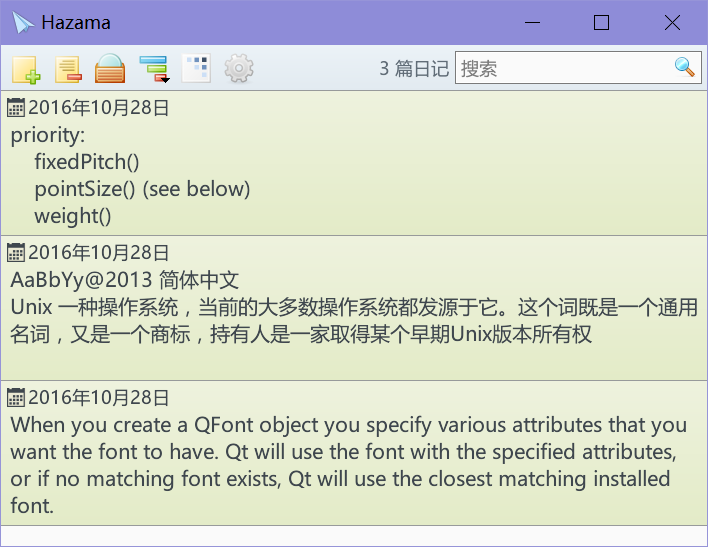 Hazama
3 篇日记 搜索
2016年10月28日
priority:
fixedPitch()
pointSize() (see below)
weight()
2016年10月28日
AaBbYy@2013 简体中文
Unix 一种操作系统，当前的大多数操作系统都发源于它。这个词既是一个通用
名词，又是一个商标，持有人是一家取得某个早期Unix版本所有权
2016年10月28日
When you create a QFont object you specify various attributes that you
want the font to have. Qt will use the font with the specified attributes,
or if no matching font exists, Qt will use the closest matching installed
font.